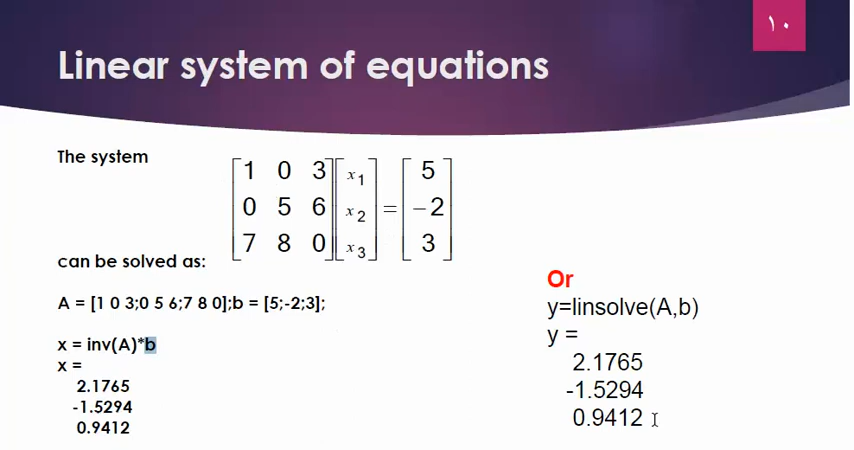 ١٠
Linear system of equations
The system
1 0 3 x1 5
0 5 6 x2 = -2
7 8 0 x3 3
can be solved as:
A = [1 0 3;0 5 6;7 8 0];b = [5;-2;3];
x = inv(A)*b
x =
2.1765
-1.5294
0.9412
Or
y=linsolve(A,b)
y =
2.1765
-1.5294
0.9412